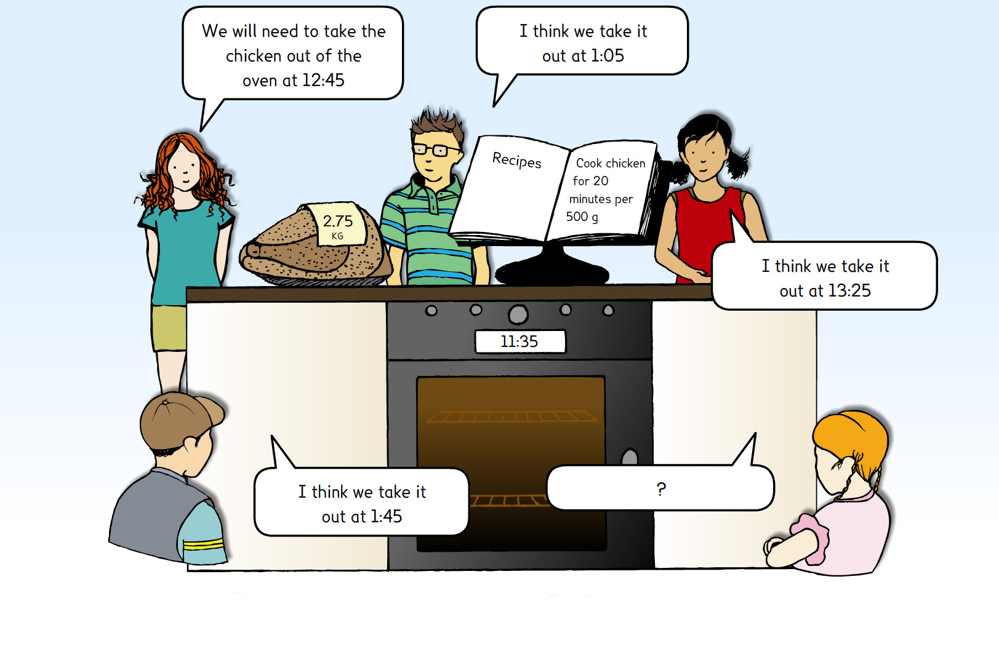 We will need to take the
chicken out of the
oven at 12:45
I think we take it
out at 1:05
Recipes
Cook chicken
for 20
minutes per
500 g
2.75
KG
I think we take it
out at 13:25
11:35
I think we take it
out at 1:45
?